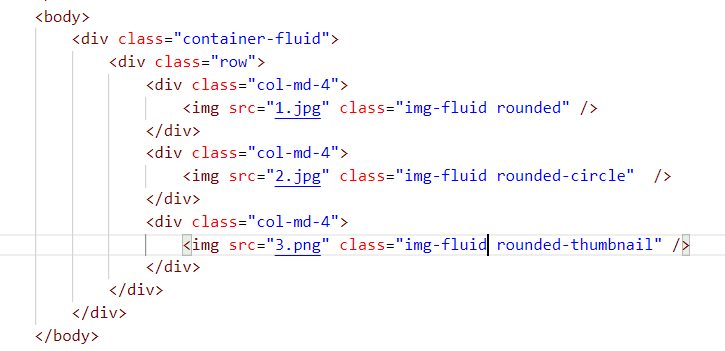 <body>
<div class="container-fluid">
<div class="row">
<div class="col-md-4">
<img src="1.jpg" class="img-fluid rounded" />
</div>
<div class="col-md-4">
<img src="2.jpg" class="img-fluid rounded-circle"  />
</div>
<div class="col-md-4">
<img src="3.png" class="img-fluid rounded-thumbnail" />
</div>
</div>
</div>
</body>